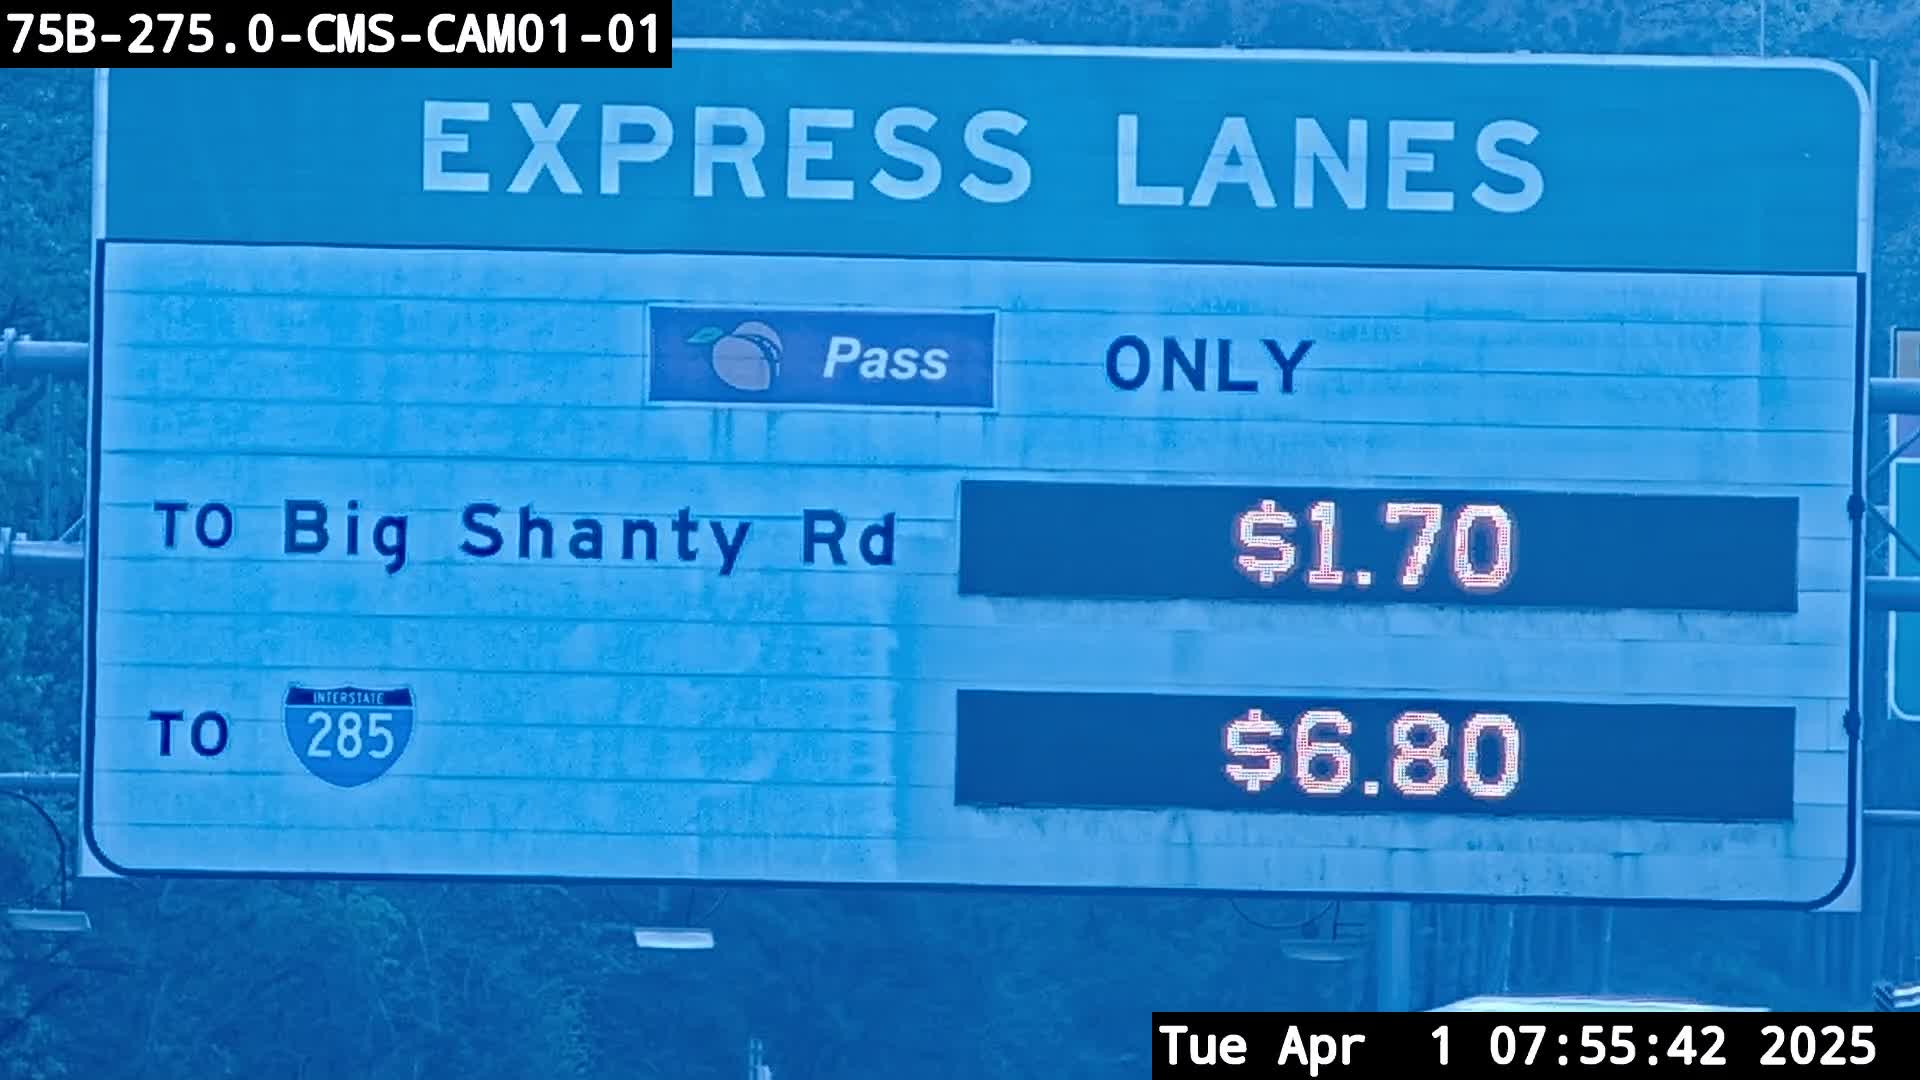 75B-275.0-CMS-CAM01-01
EXPRESS LANES
Pass ONLY
TO Big Shanty Rd $1.70
INTERSTATE
TO 285 $6.80
Tue Apr 1 07:55:42 2025